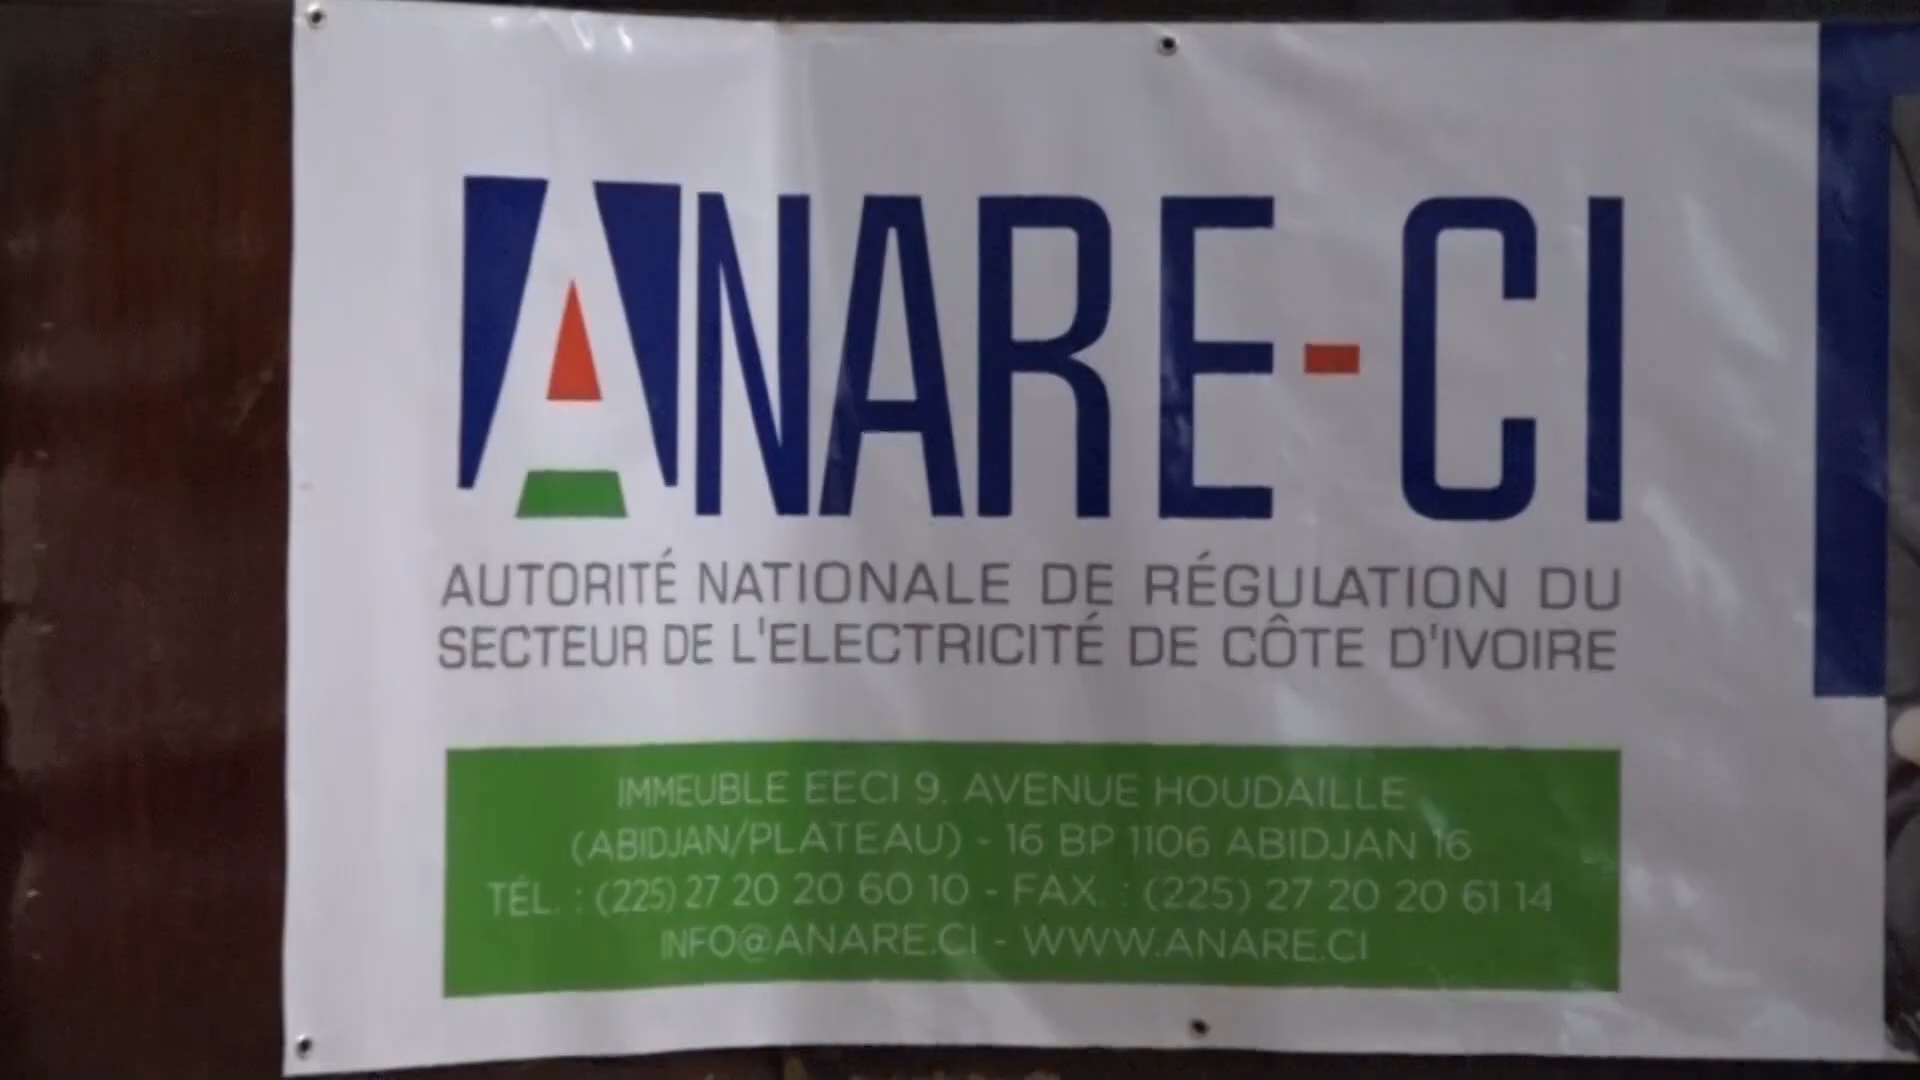 ANARE-CI
AUTORITÉ NATIONALE DE RÉGULATION DU
SECTEUR DE L'ELECTRICITÉ DE CÔTE D'IVOIRE
IMMEUBLE EECI 9. AVENUE HOUDAILLE
(ABIDJAN/PLATEAU) - 16 BP 1106 ABIDJAN 16
TÉL. : (225) 27 20 20 60 10 - FAX. : (225) 27 20 20 61 14
INFO@ANARE.CI - WWW.ANARE.CI